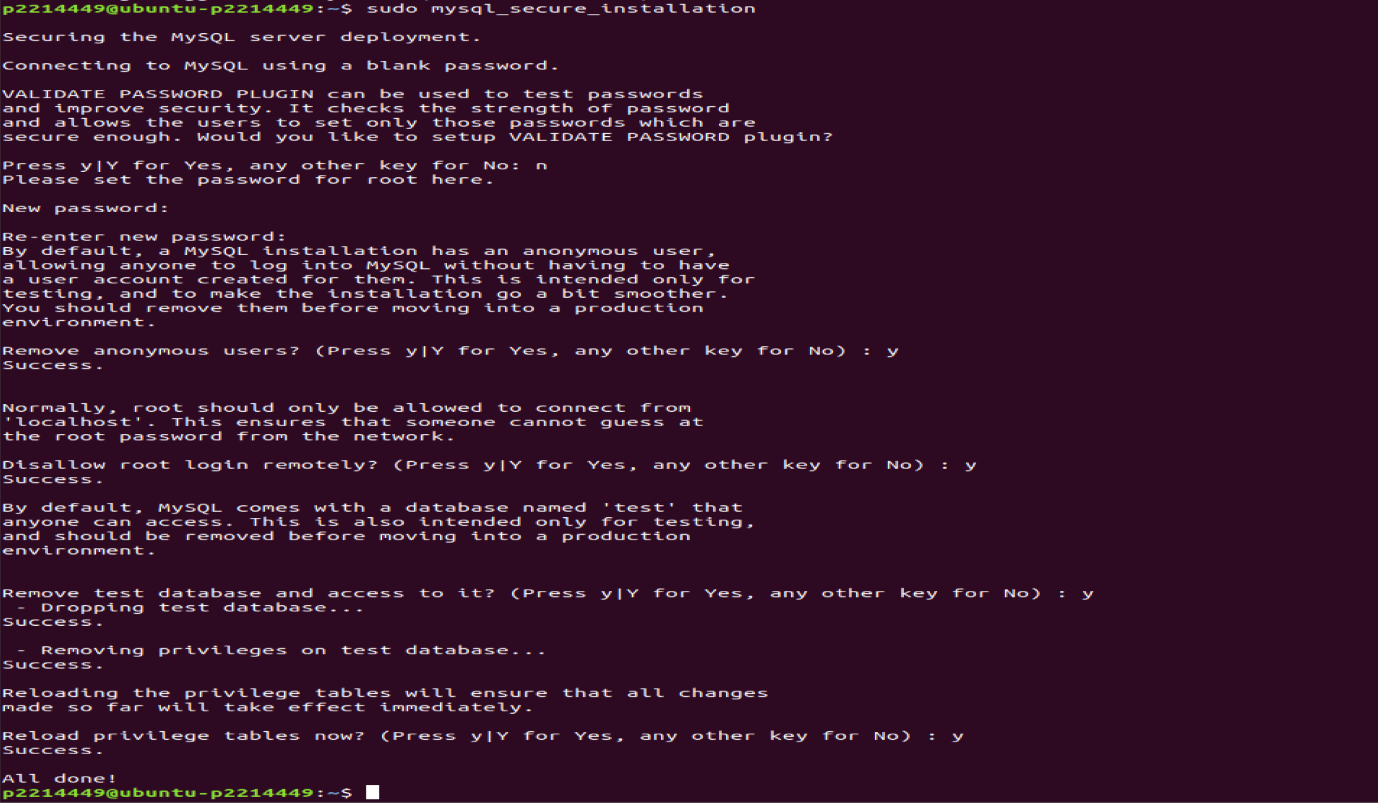 p2214449@ubuntu-p2214449:~$ sudo mysql_secure_installation
Securing the MySQL server deployment.
Connecting to MySQL using a blank password.
VALIDATE PASSWORD PLUGIN can be used to test passwords
and improve security. It checks the strength of password
and allows the users to set only those passwords which are
secure enough. Would you like to setup VALIDATE PASSWORD plugin?
Press y|Y for Yes, any other key for No: n
Please set the password for root here.
New password:
Re-enter new password:
By default, a MySQL installation has an anonymous user,
allowing anyone to log into MySQL without having to have
a user account created for them. This is intended only for
testing, and to make the installation go a bit smoother.
You should remove them before moving into a production
environment.
Remove anonymous users? (Press y|Y for Yes, any other key for No) : y
Success.
Normally, root should only be allowed to connect from
'localhost'. This ensures that someone cannot guess at
the root password from the network.
Disallow root login remotely? (Press y|Y for Yes, any other key for No) : y
Success.
By default, MySQL comes with a database named 'test' that
anyone can access. This is also intended only for testing,
and should be removed before moving into a production
environment.
Remove test database and access to it? (Press y|Y for Yes, any other key for No) : y
 - Dropping test database...
Success.
 - Removing privileges on test database...
Success.
Reloading the privilege tables will ensure that all changes
made so far will take effect immediately.
Reload privilege tables now? (Press y|Y for Yes, any other key for No) : y
Success.
All done!
p2214449@ubuntu-p2214449:~$